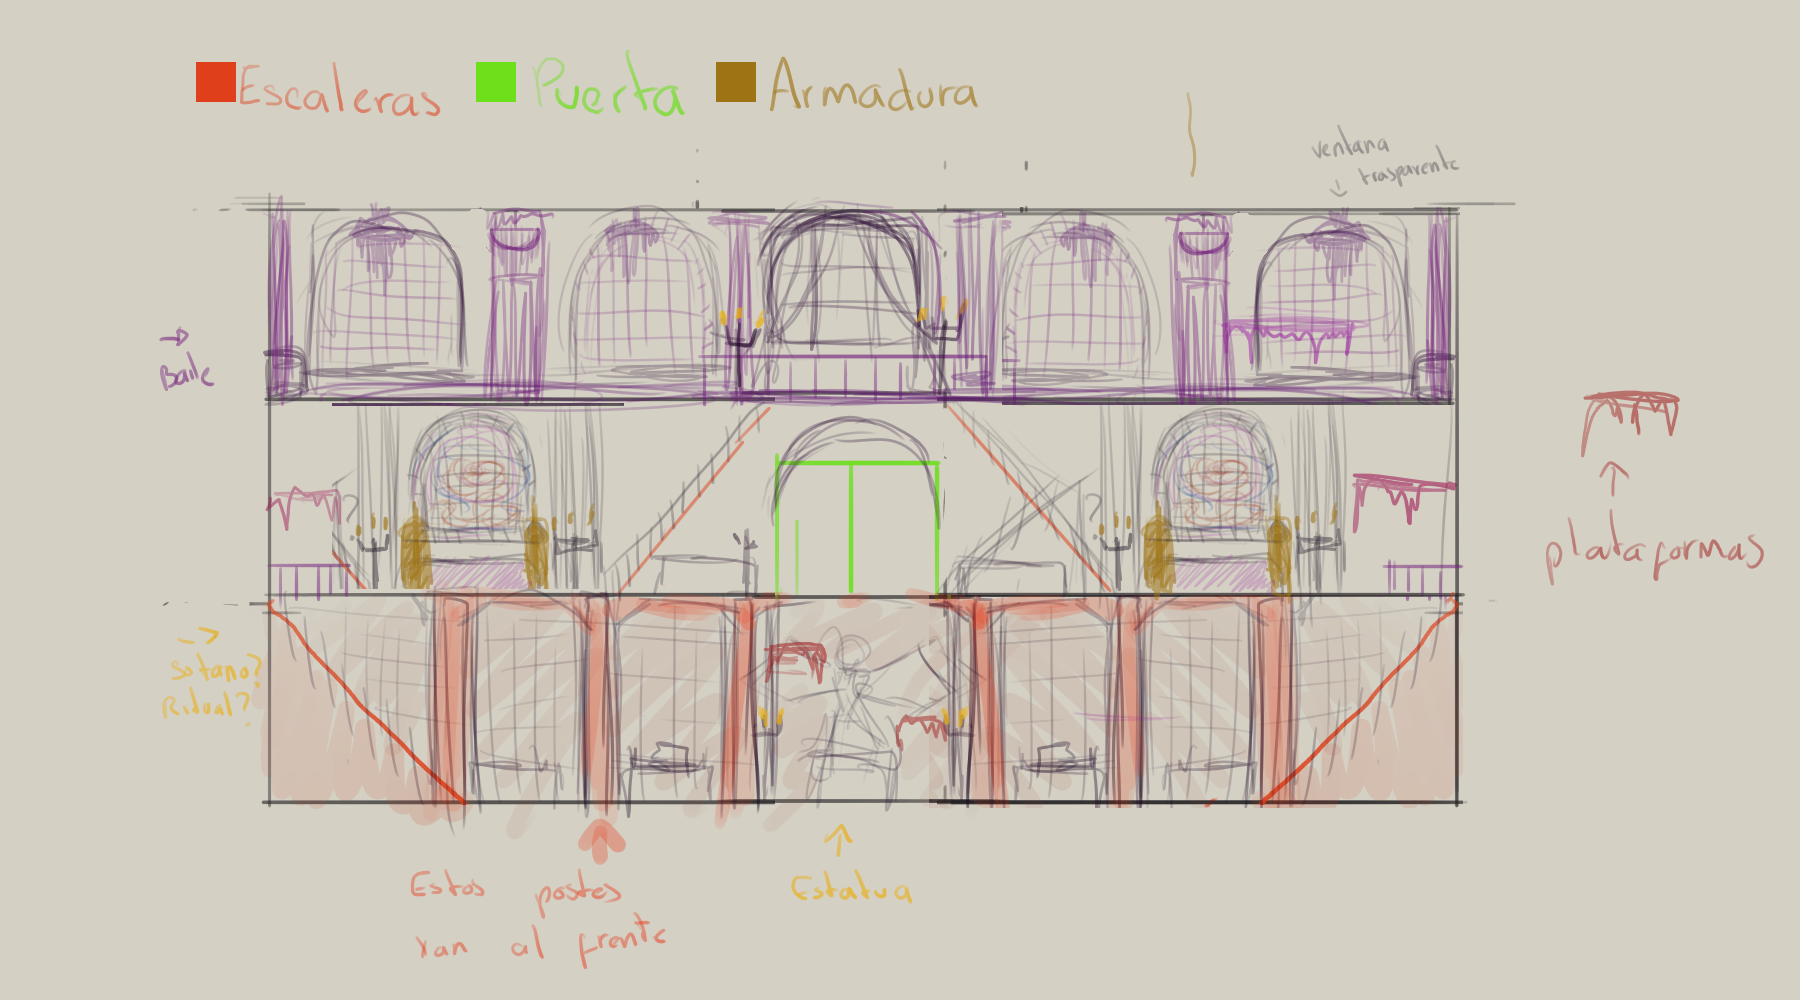 Escaleras
Puerta
Armadura
ventana
trasparente
Baile
plataformas
Sotano?
Ritual?
Estatua
Estos postes
van al frente